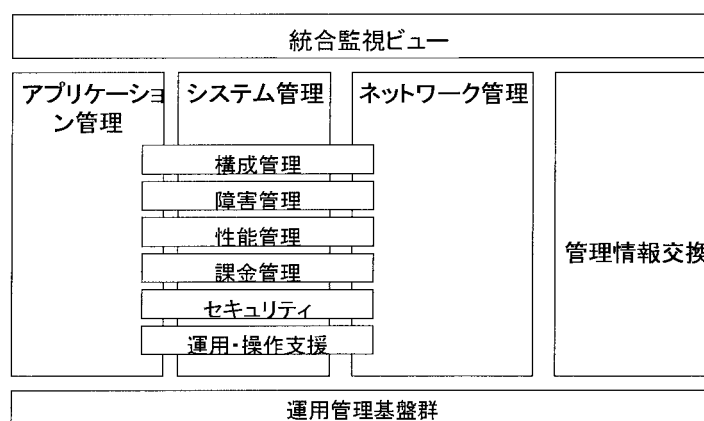 統合監視ビュー
アプリケーショ
ン管理
システム管理
ネットワーク管理
構成管理
障害管理
性能管理
課金管理
セキュリティ
運用・操作支援
管理情報交換
運用管理基盤群